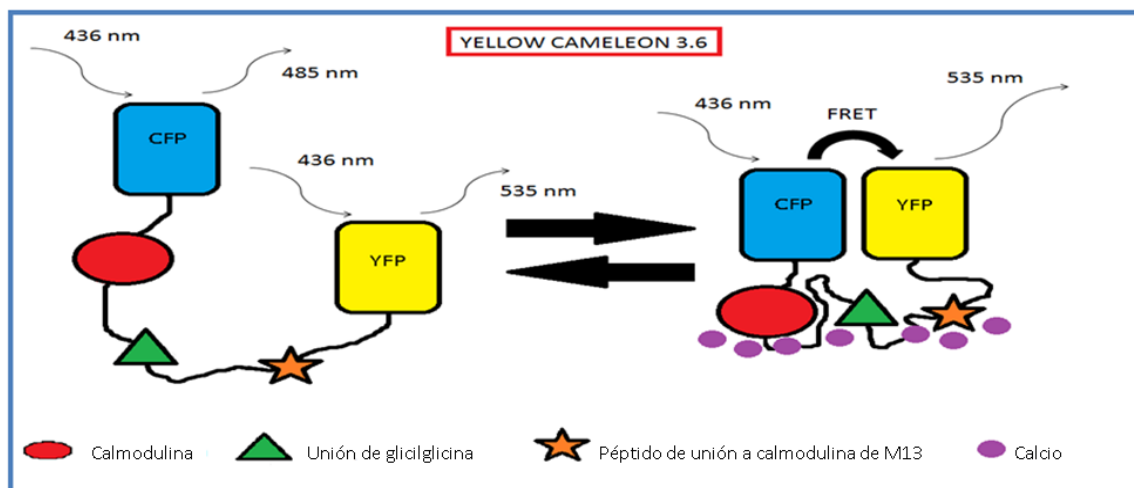 YELLOW CAMELEON 3.6
436 nm
485 nm
CFP
436 nm
535 nm
YFP
436 nm
535 nm
FRET
CFP
YFP
Calmodulina
Unión de glicilglicina
Péptido de unión a calmodulina de M13
Calcio